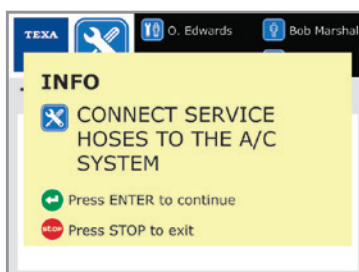 TEXA
O. Edwards
Bob Marshal
INFO
CONNECT SERVICE
HOSES TO THE A/C
SYSTEM
Press ENTER to continue
stop Press STOP to exit